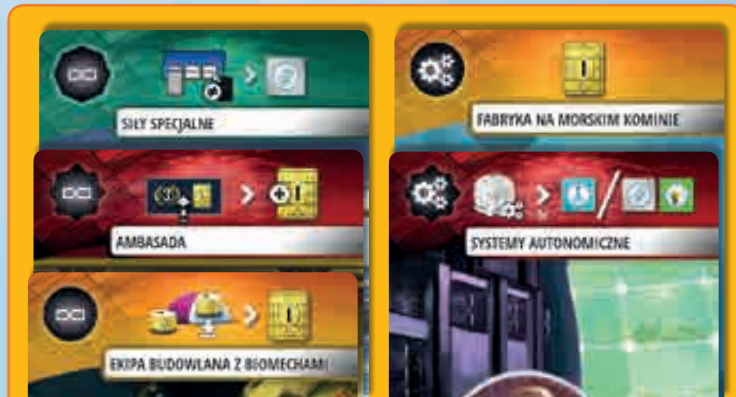 SIŁY SPECJALNE
AMBASADA
EKIPA BUDOWLANA Z BIOMECHAMI
FABRYKA NA MORSKIM KOMINIE
SYSTEMY AUTONOMICZNE